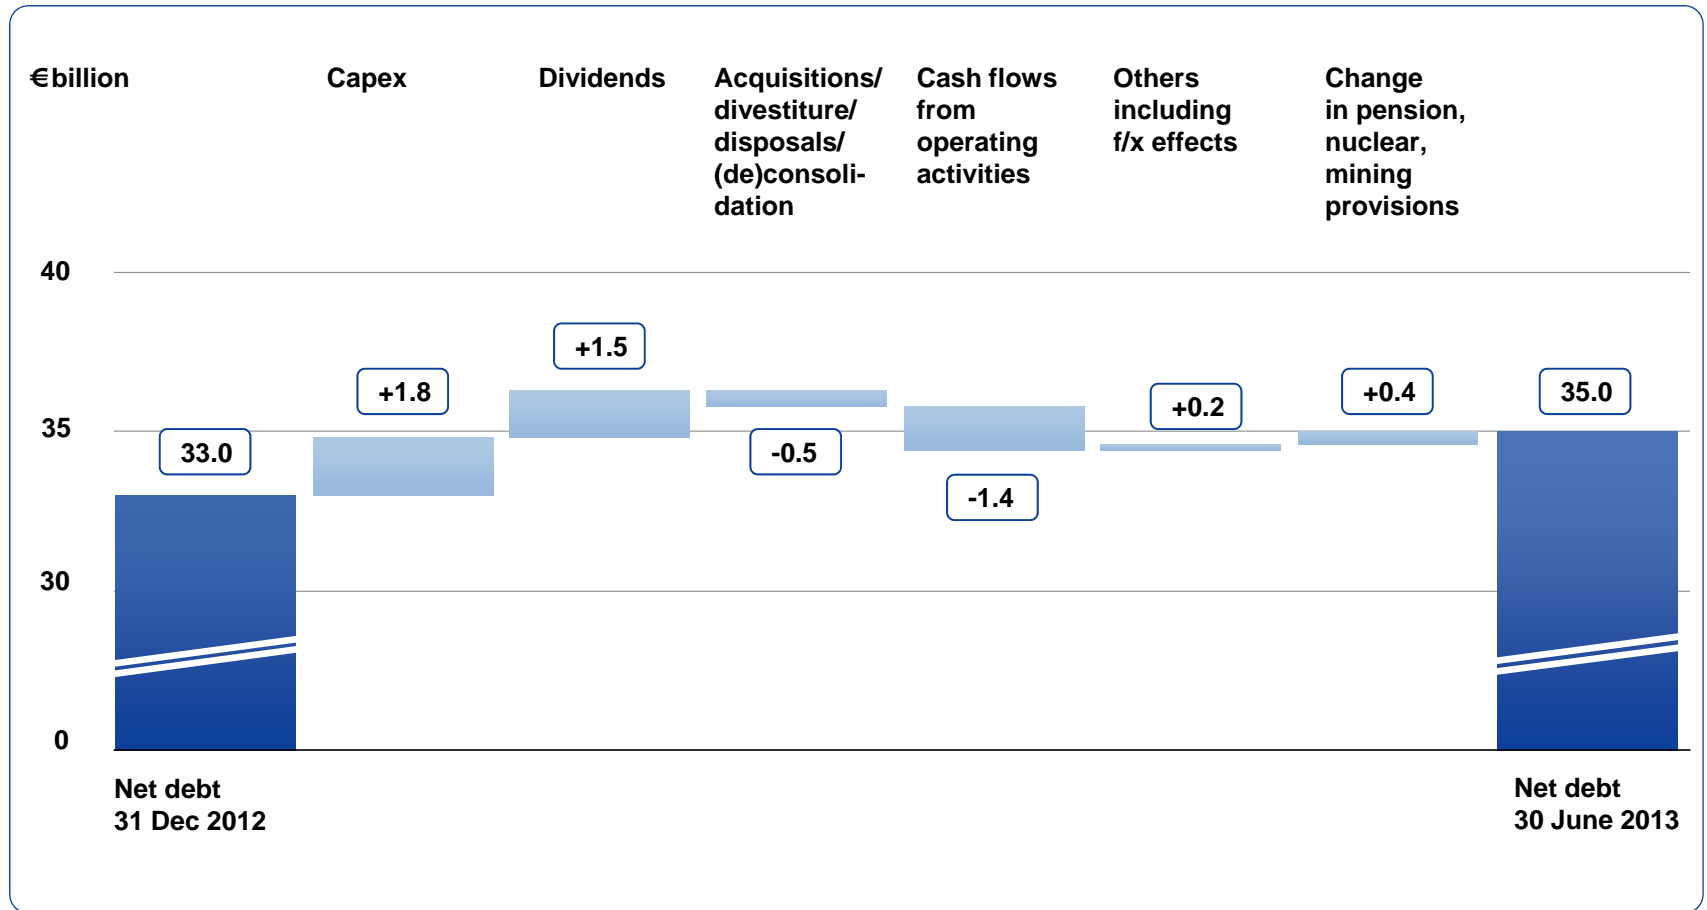 €billion
Capex
Dividends
Acquisitions/
divestiture/
disposals/
(de)consoli-
dation
Cash flows
from
operating
activities
Others
including
f/x effects
Change
in pension,
nuclear,
mining
provisions
40
35
30
0
33.0
+1.8
+1.5
-0.5
-1.4
+0.2
+0.4
35.0
Net debt
31 Dec 2012
Net debt
30 June 2013